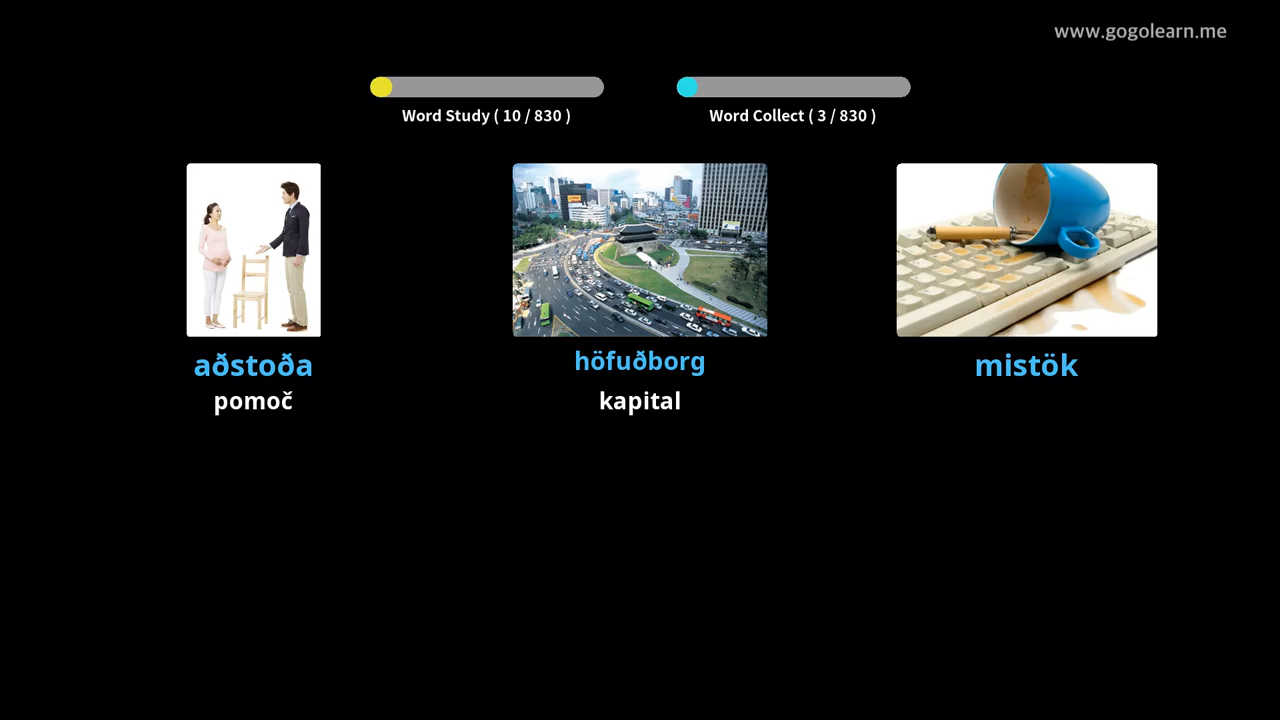 www.gogolearn.me
Word Study ( 10 / 830 )
Word Collect ( 3 / 830 )
aðstoða
pomoč
höfuðborg
kapital
mistök